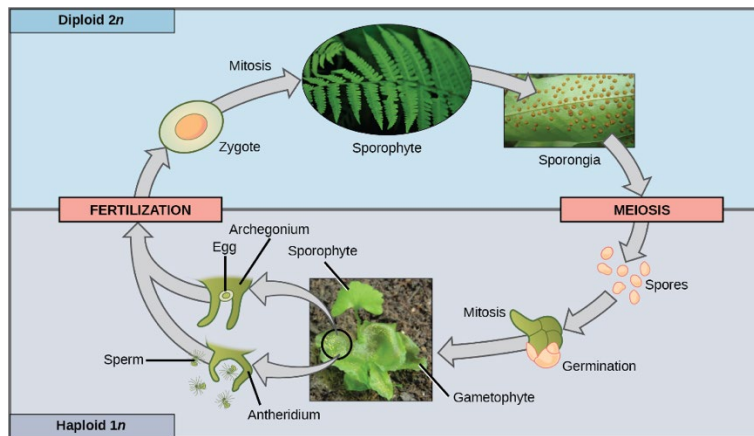 Diploid 2n
Mitosis
Zygote
Sporophyte
Sporongia
FERTILIZATION
MEIOSIS
Archegonium
Egg
Sporophyte
Spores
Mitosis
Germination
Sperm
Gametophyte
Antheridium
Haploid 1n